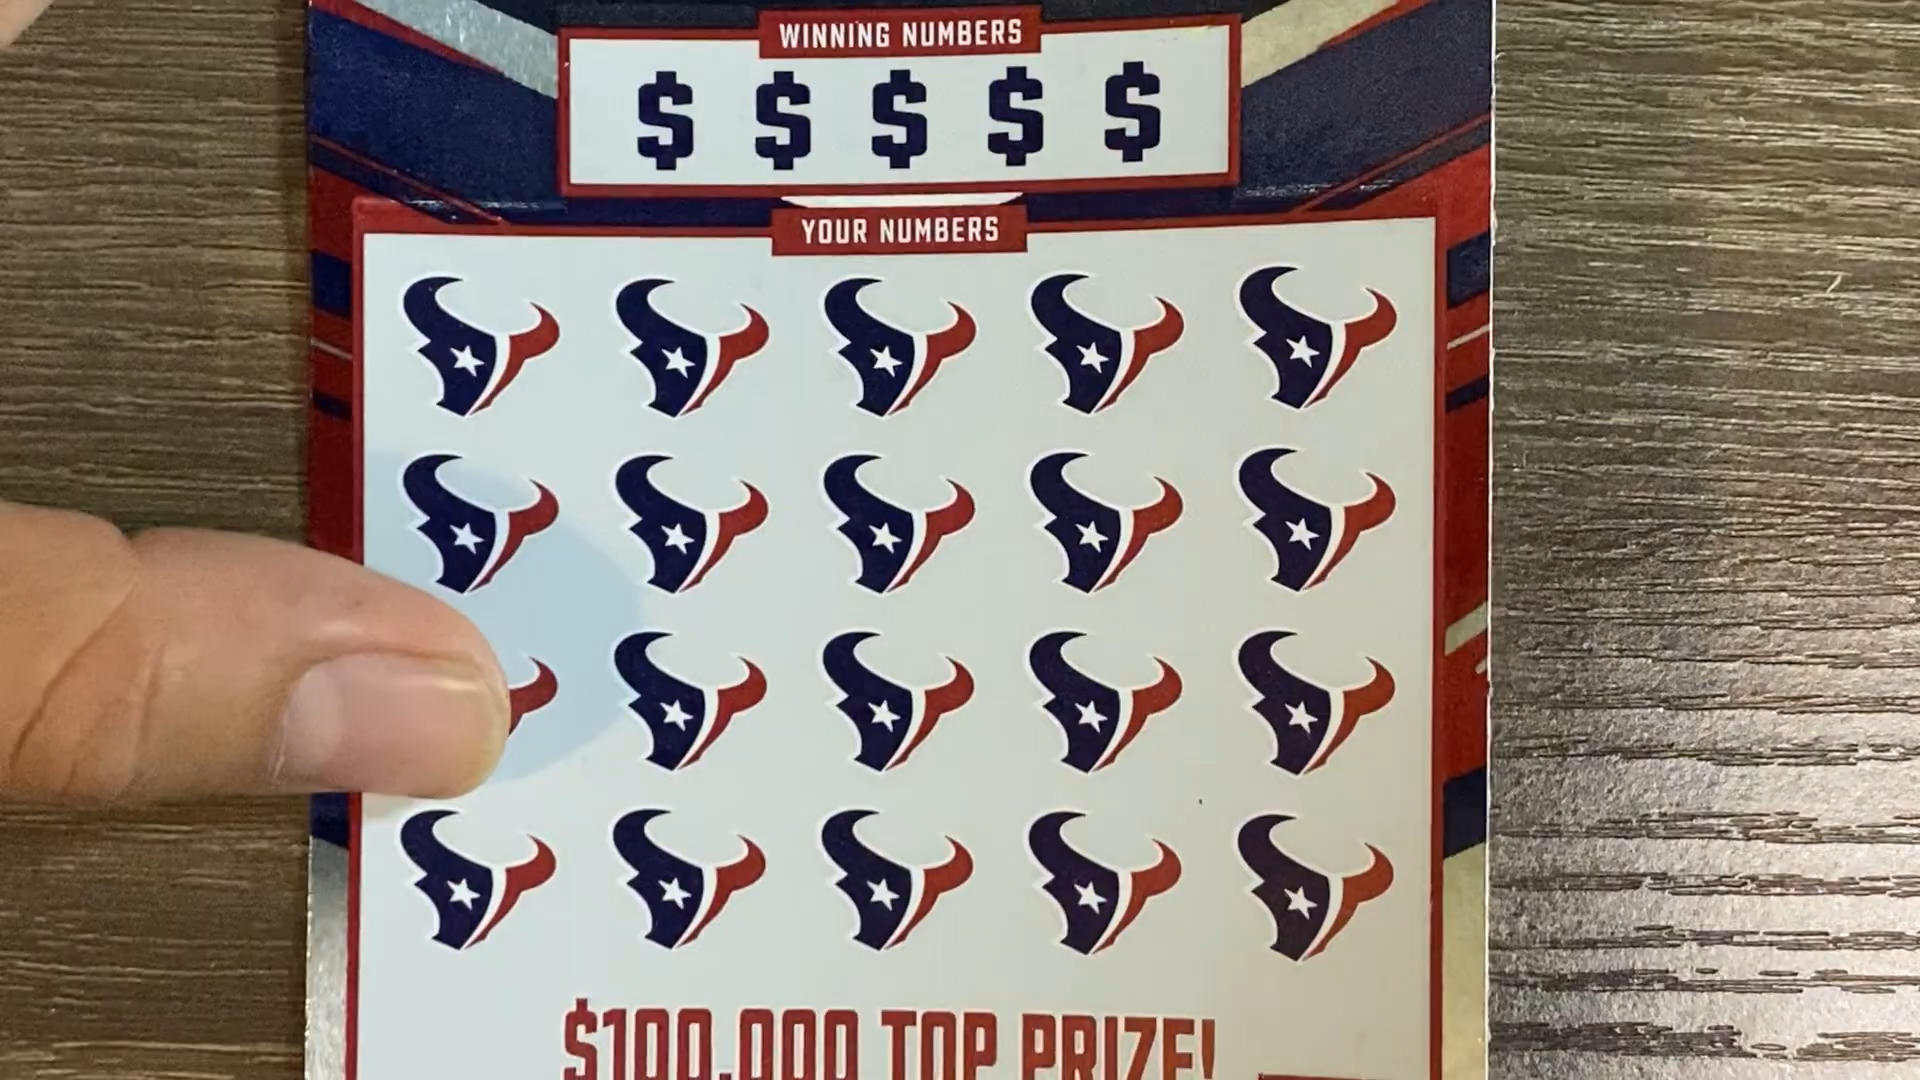 WINNING NUMBERS
$ $ $ $ $
YOUR NUMBERS
$100,000 TOP PRIZE!